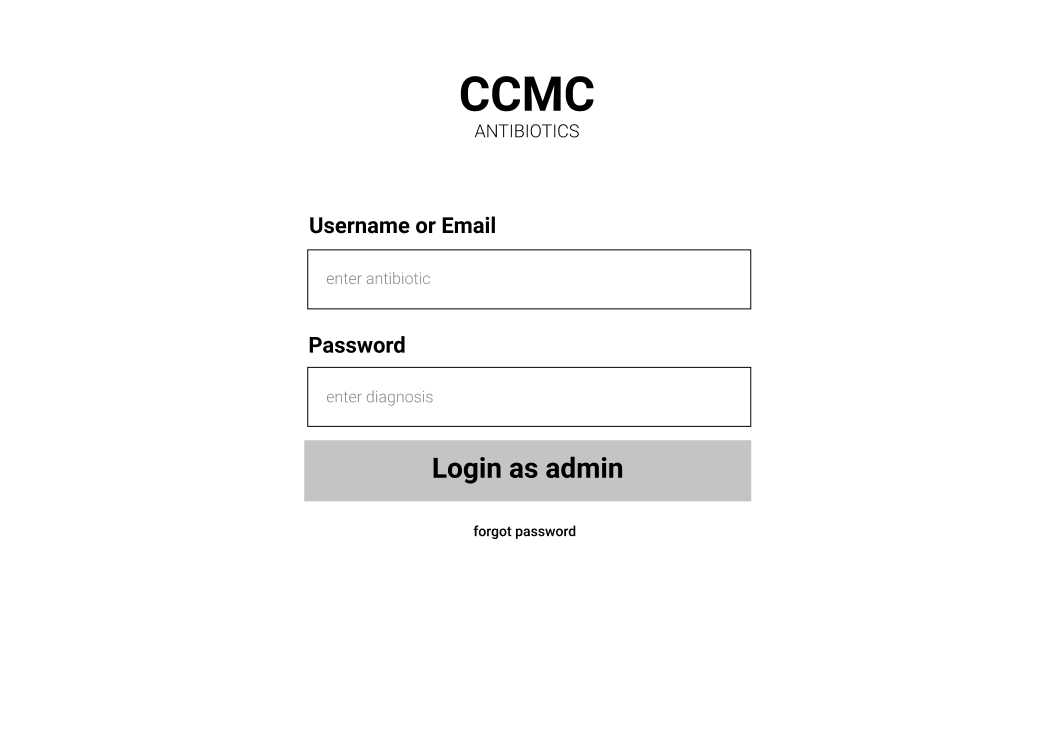 CCMC
ANTIBIOTICS
Username or Email
enter antibiotic
Password
enter diagnosis
Login as admin
forgot password